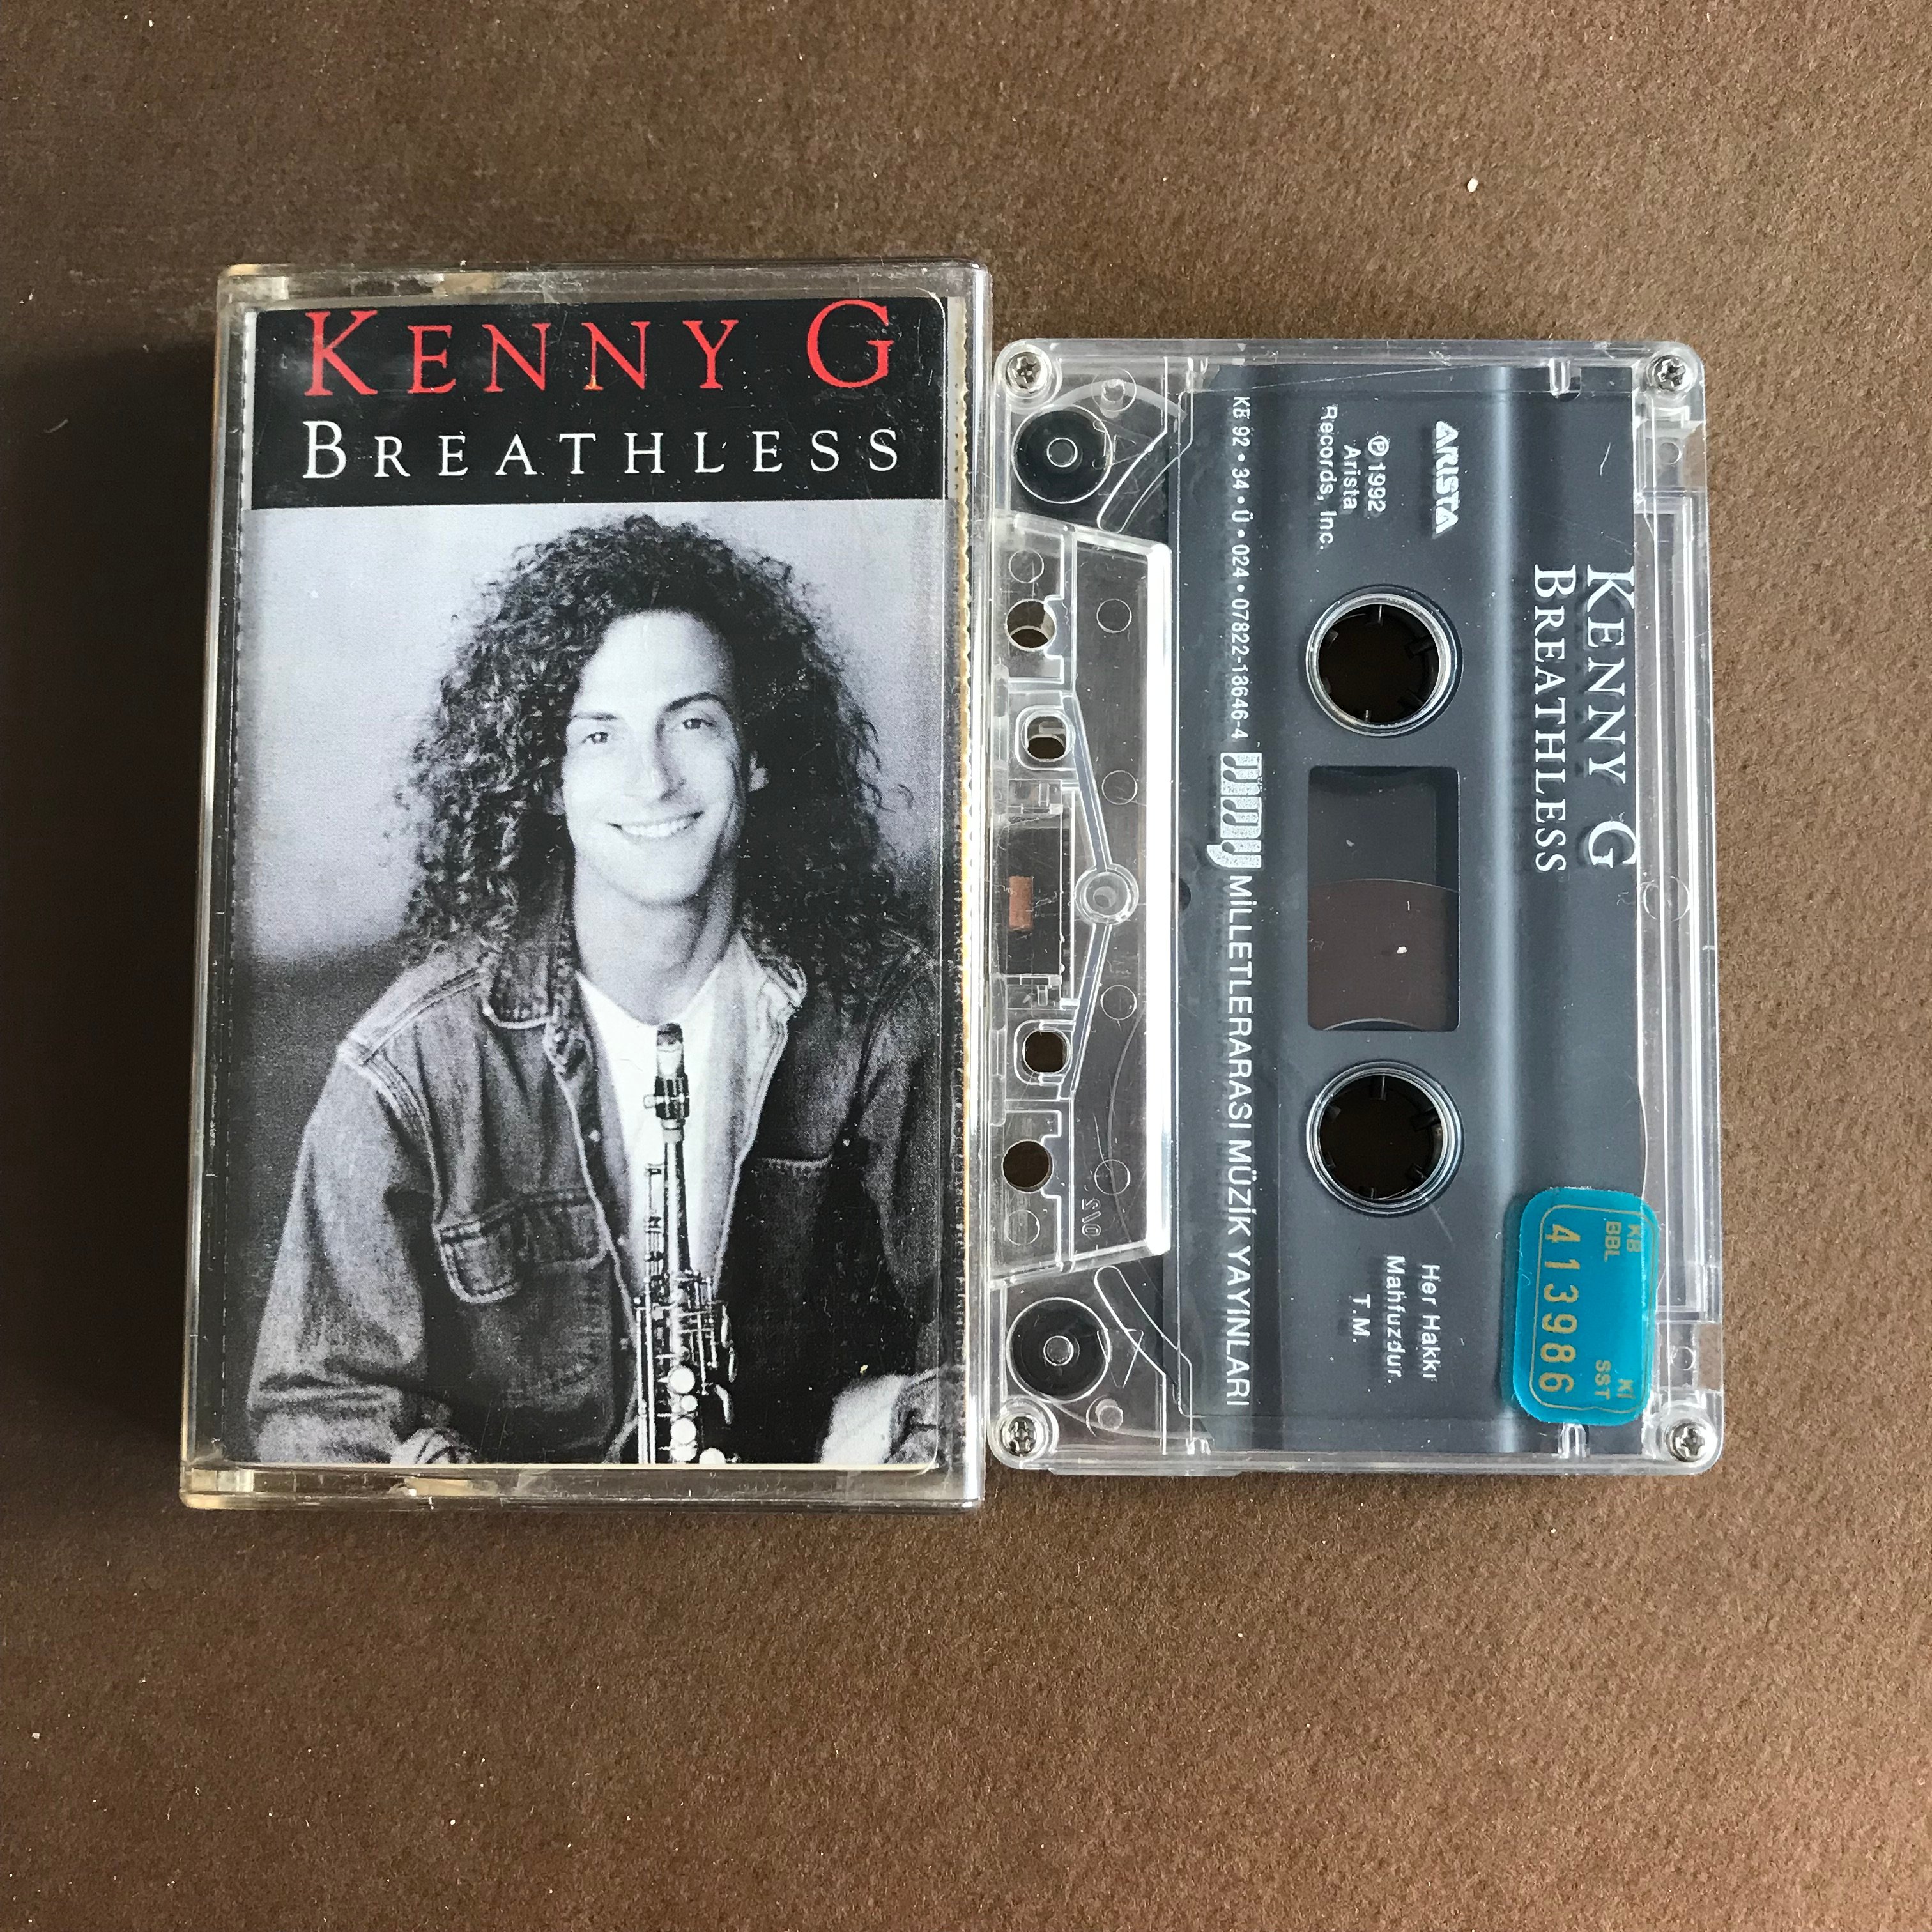 KENNY G
BREATHLESS
KENNY G
BREATHLESS
ARISTA
℗ 1992
Arista
Records, Inc.
Her Hakkı
Mahfuzdur.
T.M.
KB 92 • 34 • Ü • 024 • 07822-18646-4 MMY MİLLETLERARASI MÜZİK YAYINLARI
KB
BBL
KI
SST
413986